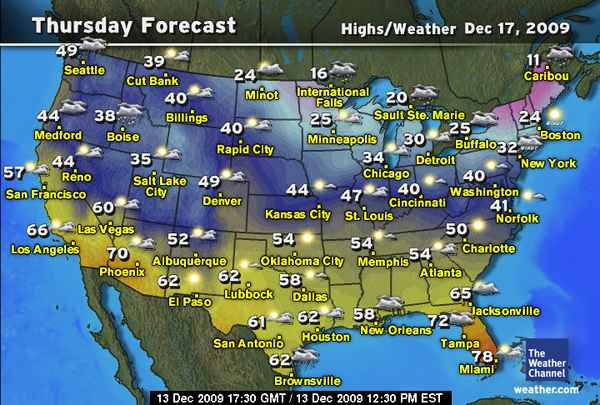 Thursday Forecast
Highs/Weather Dec 17, 2009
49
Seattle
39
Cut Bank
24
Minot
16
International
Falls
11
Caribou
40
Billings
20
Sault Ste. Marie
44
Medford
38
Boise
25
Minneapolis
25
Buffalo
24
WINDY
Boston
40
Rapid City
30
Detroit
32
WINDY
New York
57
San Francisco
44
Reno
35
Salt Lake
City
34
Chicago
49
Denver
44
Kansas City
47
St. Louis
40
Cincinnati
40
Washington
41
Norfolk
60
Las Vegas
66
Los Angeles
70
Phoenix
52
Albuquerque
54
Oklahoma City
54
Memphis
54
Atlanta
50
Charlotte
62
El Paso
62
Lubbock
58
Dallas
65
Jacksonville
61
San Antonio
62
Houston
58
New Orleans
72
Tampa
62
Brownsville
78
Miami
The
Weather
Channel
weather.com
13 Dec 2009 17:30 GMT / 13 Dec 2009 12:30 PM EST